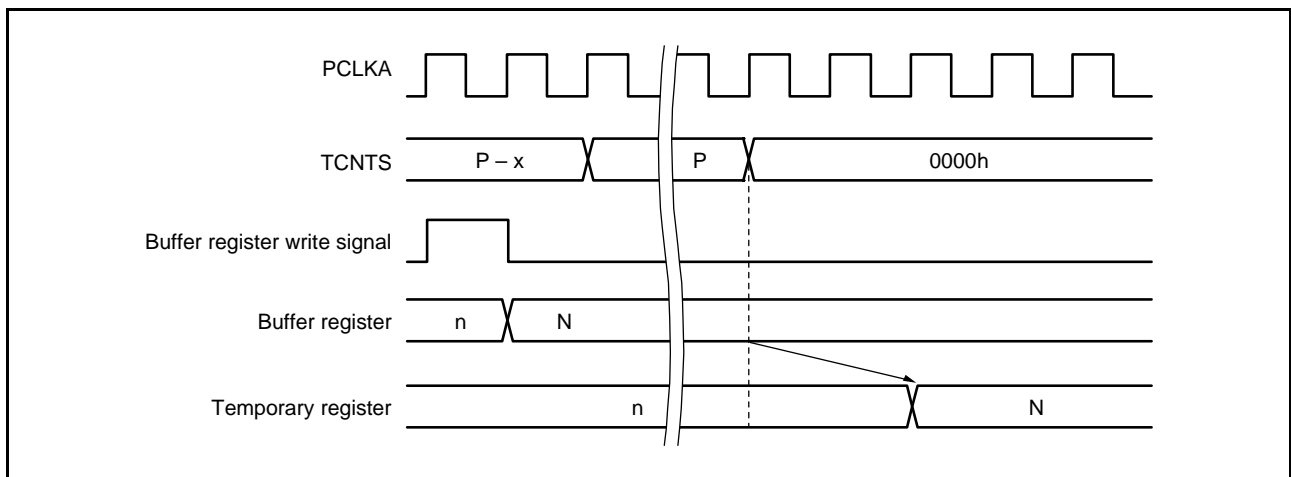 PCLKA
TCNTS P – x P 0000h
Buffer register write signal
Buffer register n N
Temporary register n N